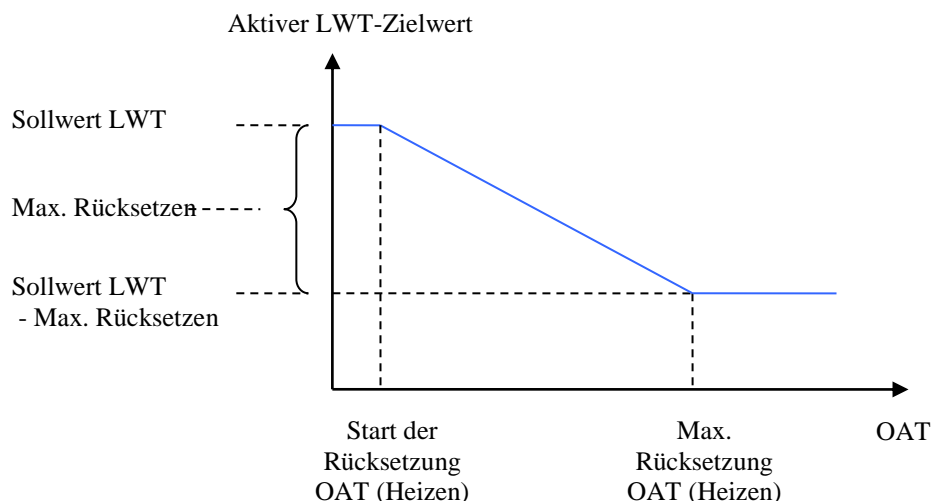 Aktiver LWT-Zielwert
Sollwert LWT
Max. Rücksetzen
Sollwert LWT
- Max. Rücksetzen
Start der
Rücksetzung
OAT (Heizen)
Max.
Rücksetzung
OAT (Heizen)
OAT